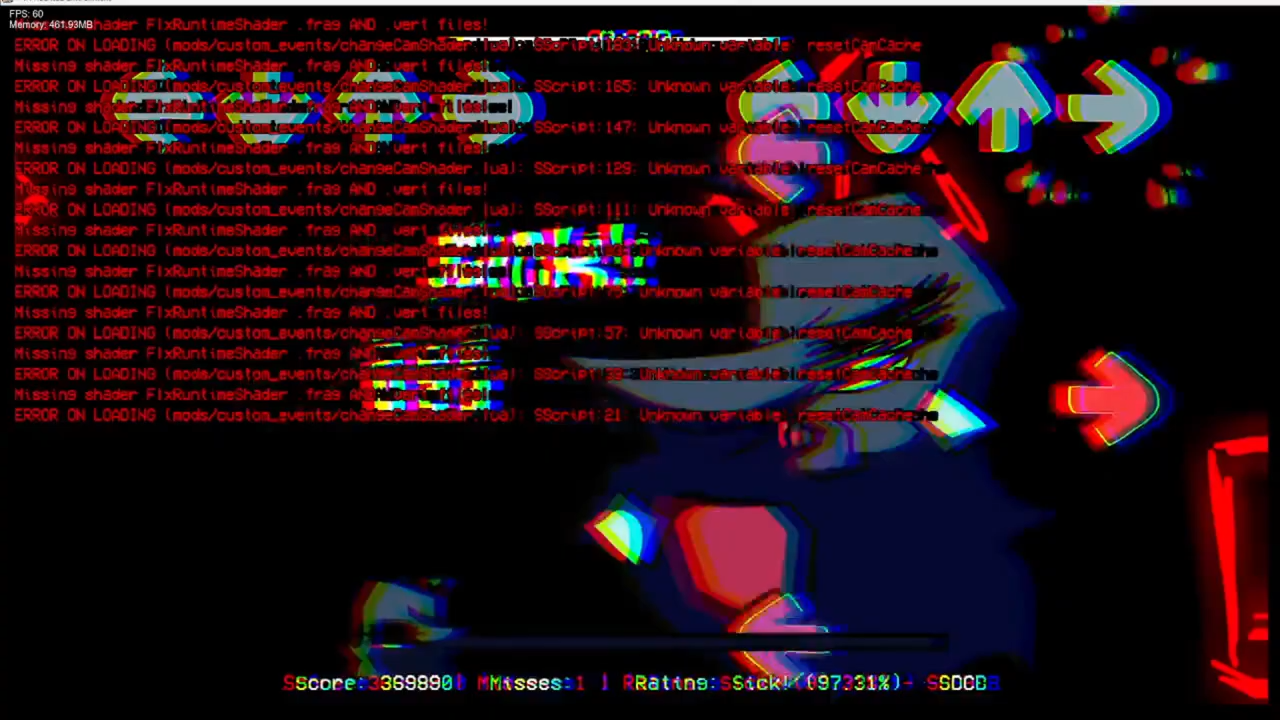 FPS: 60
Memory: 461.93MB
Missing shader FlxRuntimeShader .frag AND .vert files!
ERROR ON LOADING (mods/custom_events/changeCamShader.lua): SScript:183: Unknown variable: resetCamCache
Missing shader FlxRuntimeShader .frag AND .vert files!
ERROR ON LOADING (mods/custom_events/changeCamShader.lua): SScript:165: Unknown variable: resetCamCache
Missing shader FlxRuntimeShader .frag AND .vert files!
ERROR ON LOADING (mods/custom_events/changeCamShader.lua): SScript:147: Unknown variable: resetCamCache
Missing shader FlxRuntimeShader .frag AND .vert files!
ERROR ON LOADING (mods/custom_events/changeCamShader.lua): SScript:129: Unknown variable: resetCamCache
Missing shader FlxRuntimeShader .frag AND .vert files!
ERROR ON LOADING (mods/custom_events/changeCamShader.lua): SScript:111: Unknown variable: resetCamCache
Missing shader FlxRuntimeShader .frag AND .vert files!
ERROR ON LOADING (mods/custom_events/changeCamShader Unknown variable: resetCamCache
Missing shader FlxRuntimeShader .frag AND .vert files!
ERROR ON LOADING (mods/custom_events/changeCamShader.lua): SScript:75: Unknown variable: resetCamCache
Missing shader FlxRuntimeShader .frag AND .vert files!
ERROR ON LOADING (mods/custom_events/changeCamShader.lua): SScript:57: Unknown variable: resetCamCache
Missing shader FlxRuntimeShader .frag AND .vert files!
ERROR ON LOADING (mods/custom_events/changeCamShader.lua): SScript:39: Unknown variable: resetCamCache
Missing shader FlxRuntimeShader .frag AND .vert files!
ERROR ON LOADING (mods/custom_events/changeCamShader.lua): SScript:21: Unknown variable: resetCamCache
Score: 369890 | Misses: 1 | Rating: Sick! (97.31%) - SDCB